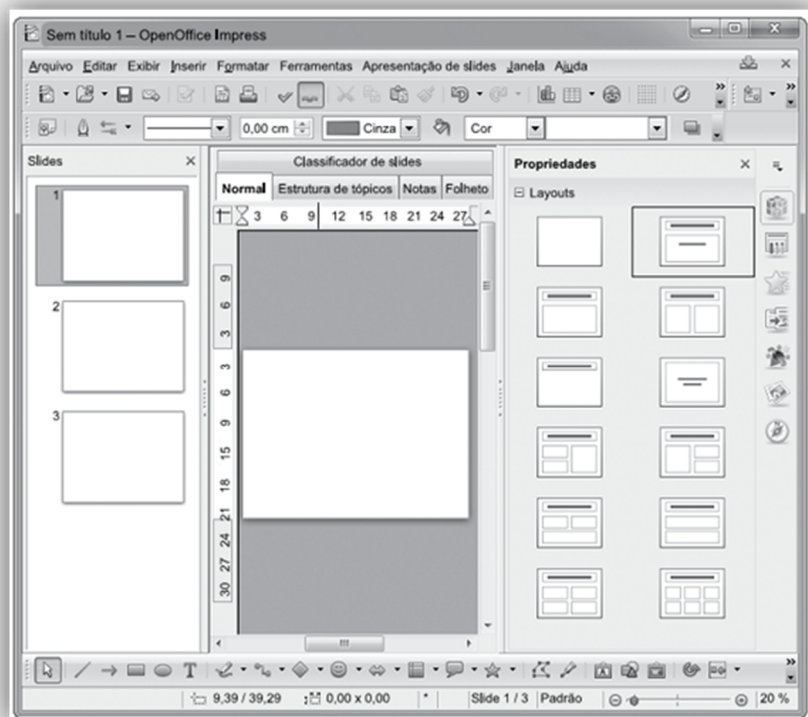 Sem título 1 – OpenOffice Impress
Arquivo Editar Exibir Inserir Formatar Ferramentas Apresentação de slides Janela Ajuda
0,00 cm Cinza Cor
Slides
Classificador de slides
Propriedades
Normal Estrutura de tópicos Notas Folheto
Layouts
3 6 9 12 15 18 21 24 27
1
2
3
9
6
3
3
6
9
15
18
21
24
27
30
T
9,39 / 39,29 0,00 x 0,00 * Slide 1 / 3 Padrão 20 %